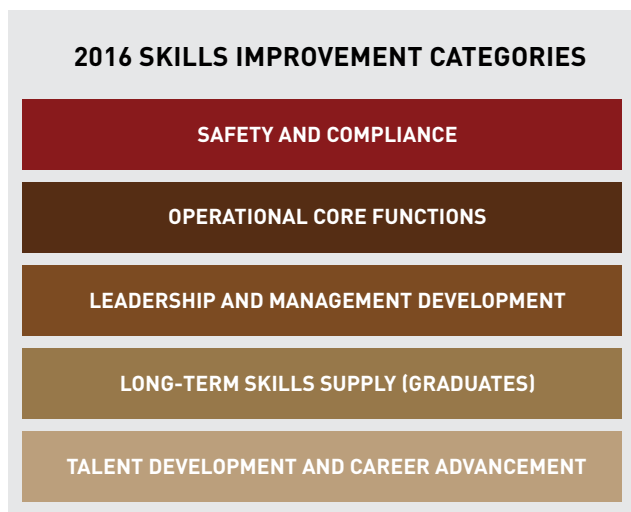 2016 SKILLS IMPROVEMENT CATEGORIES
SAFETY AND COMPLIANCE
OPERATIONAL CORE FUNCTIONS
LEADERSHIP AND MANAGEMENT DEVELOPMENT
LONG-TERM SKILLS SUPPLY (GRADUATES)
TALENT DEVELOPMENT AND CAREER ADVANCEMENT